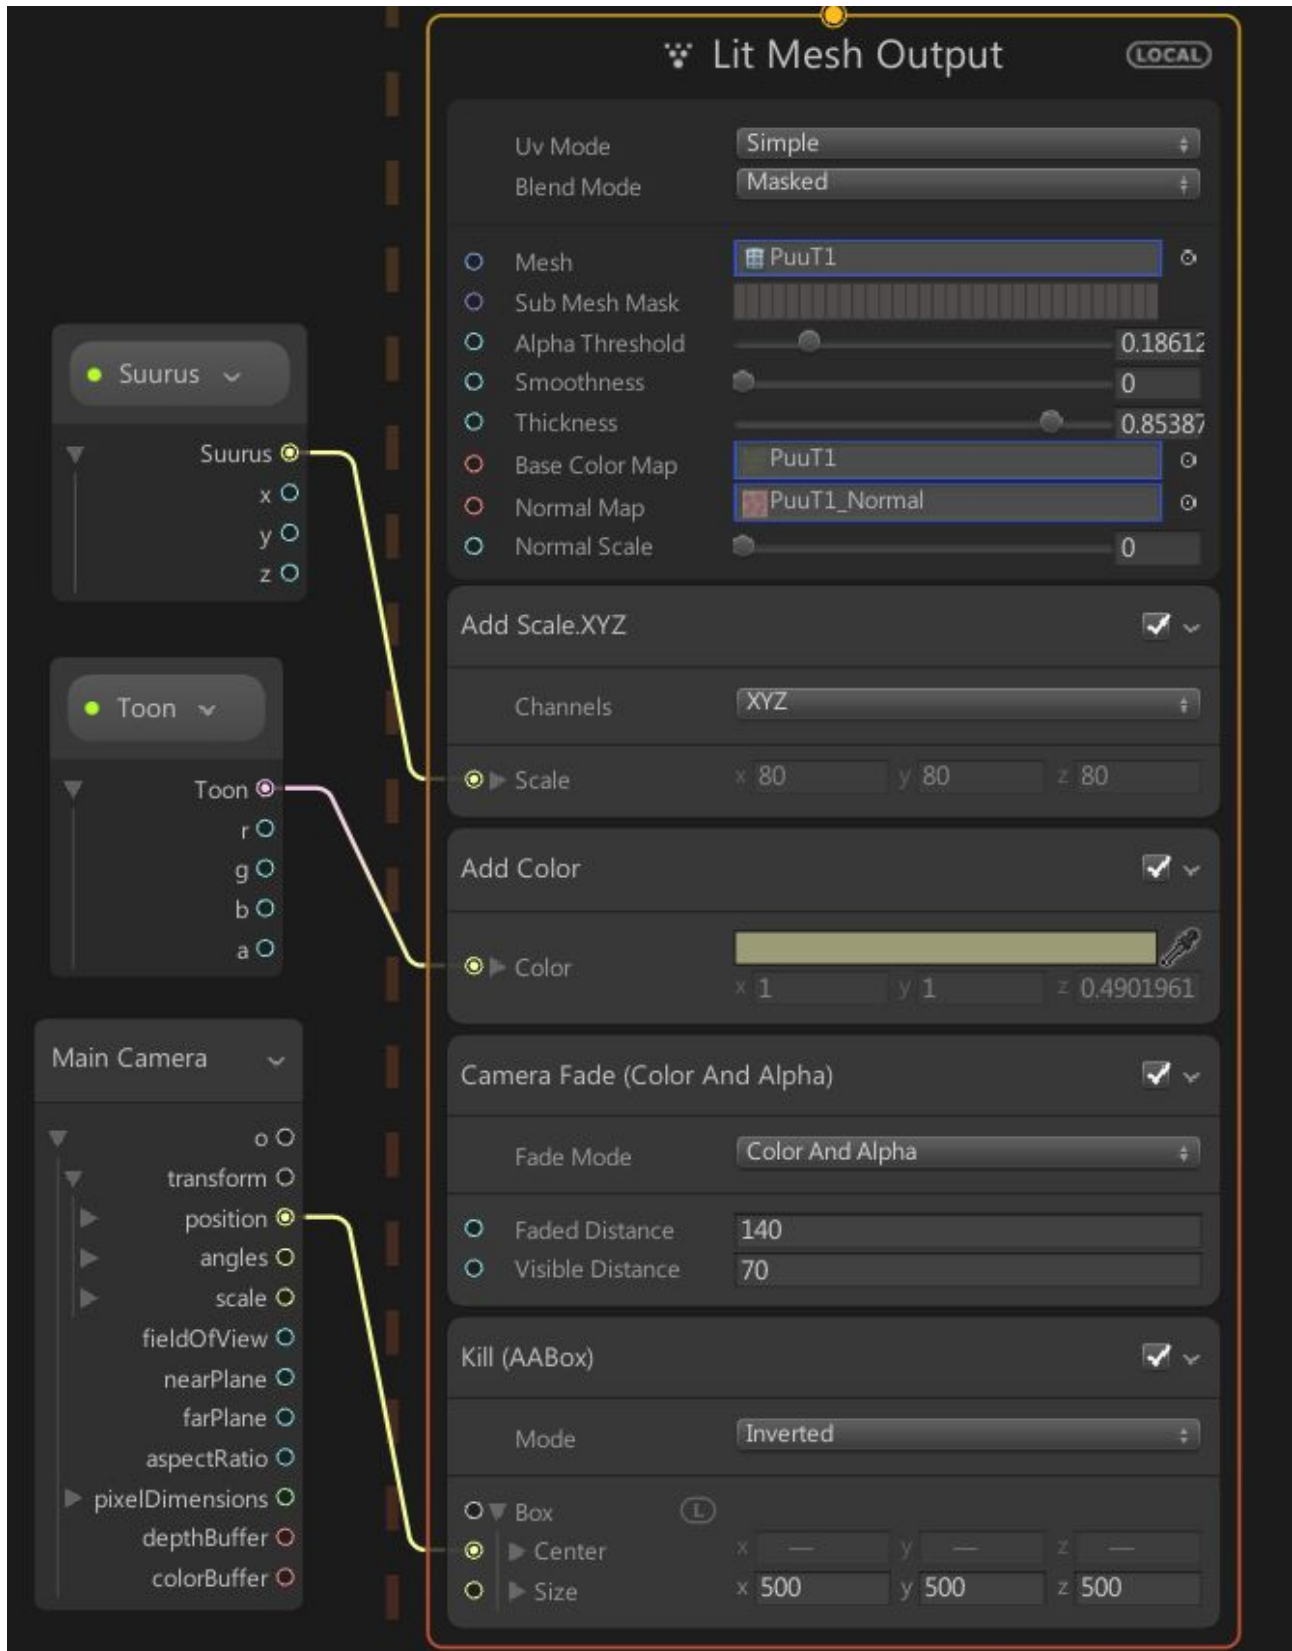 Lit Mesh Output LOCAL
Uv Mode Simple
Blend Mode Masked
Mesh PuuT1
Sub Mesh Mask
Alpha Threshold 0.18612
Smoothness 0
Thickness 0.85387
Base Color Map PuuT1
Normal Map PuuT1_Normal
Normal Scale 0
Suurus
Suurus
x
y
z
Add Scale.XYZ
Channels XYZ
Scale x 80 y 80 z 80
Toon
Toon
r
g
b
a
Add Color
Color
x 1 y 1 z 0.4901961
Main Camera
o
transform
position
angles
scale
fieldOfView
nearPlane
farPlane
aspectRatio
pixelDimensions
depthBuffer
colorBuffer
Camera Fade (Color And Alpha)
Fade Mode Color And Alpha
Faded Distance 140
Visible Distance 70
Kill (AABox)
Mode Inverted
Box L
Center x — y — z —
Size x 500 y 500 z 500